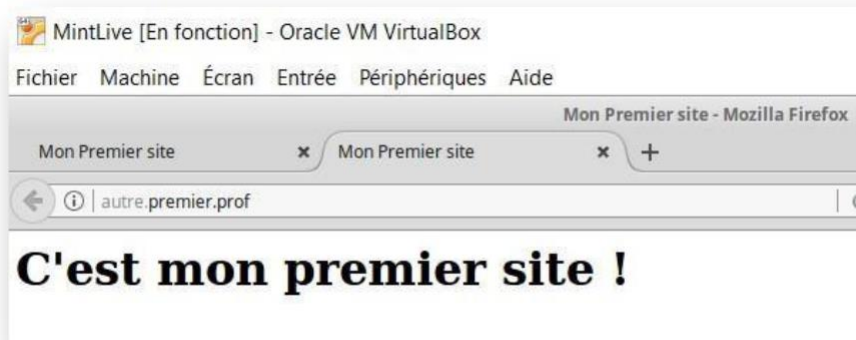 MintLive [En fonction] - Oracle VM VirtualBox
Fichier Machine Écran Entrée Périphériques Aide
Mon Premier site - Mozilla Firefox
Mon Premier site × Mon Premier site × +
autre.premier.prof
C'est mon premier site !